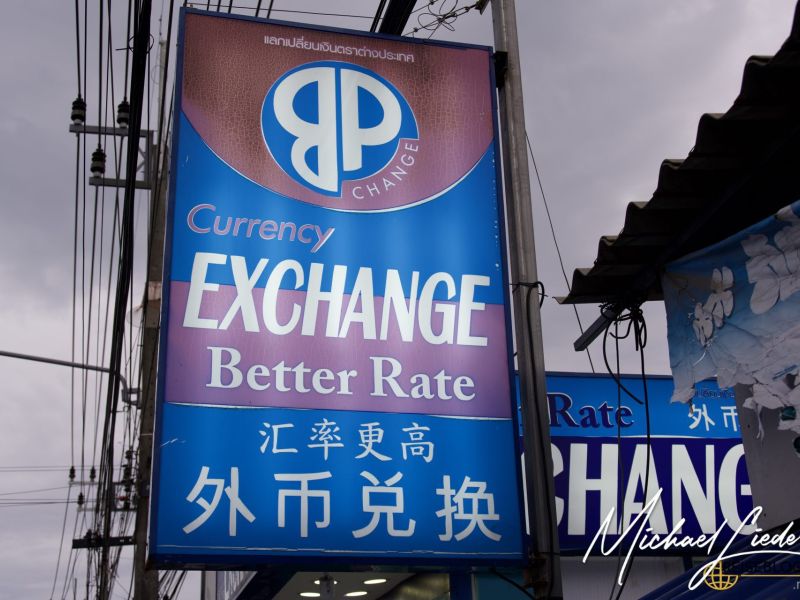 แลกเปลี่ยนเงินตราต่างประเทศ
BP
CHANGE
Currency
EXCHANGE
Better Rate
汇率更高
外币兑换
Rate
外币
CHANG
Michael